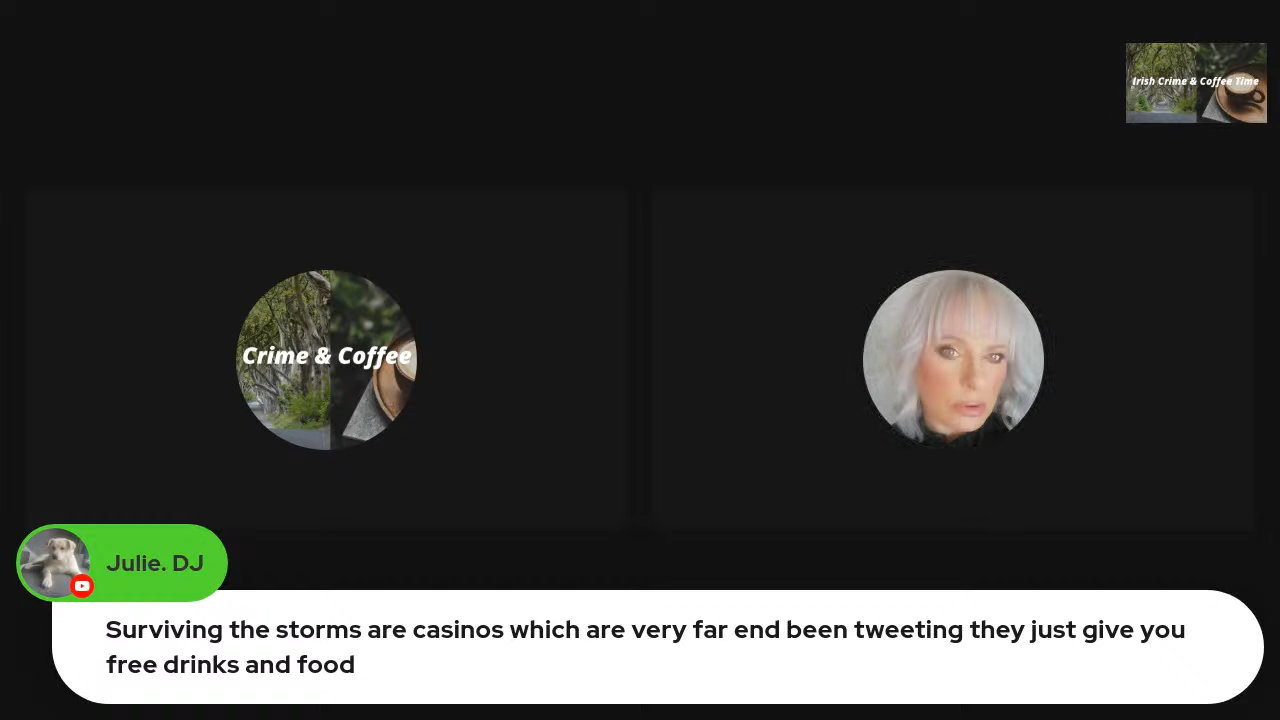 Irish Crime & Coffee Time
Crime & Coffee
Julie. DJ
Surviving the storms are casinos which are very far end been tweeting they just give you
free drinks and food